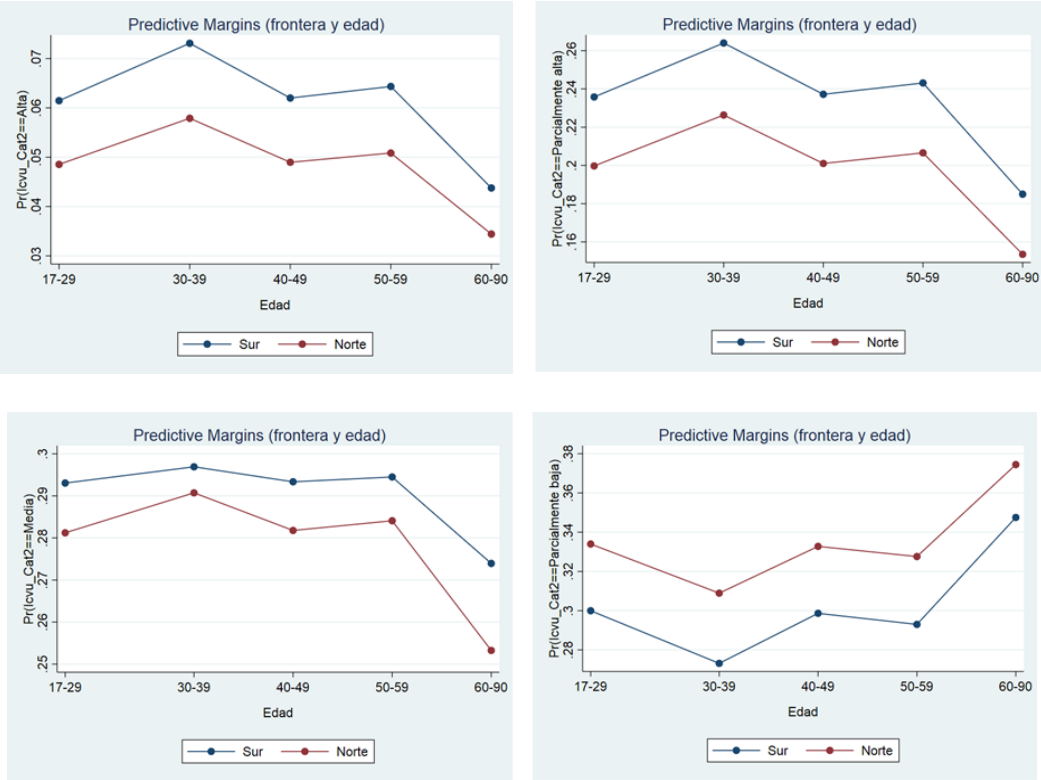 Predictive Margins (frontera y edad)
Pr(Icvu_Cat2==Alta)
.07
.06
.05
.04
.03
17-29 30-39 40-49 50-59 60-90
Edad
Sur Norte
Predictive Margins (frontera y edad)
Pr(Icvu_Cat2==Parcialmente alta)
.26
.24
.22
.2
.18
.16
17-29 30-39 40-49 50-59 60-90
Edad
Sur Norte
Predictive Margins (frontera y edad)
Pr(Icvu_Cat2==Media)
.3
.29
.28
.27
.26
.25
17-29 30-39 40-49 50-59 60-90
Edad
Sur Norte
Predictive Margins (frontera y edad)
Pr(Icvu_Cat2==Parcialmente baja)
.38
.36
.34
.32
.3
.28
17-29 30-39 40-49 50-59 60-90
Edad
Sur Norte